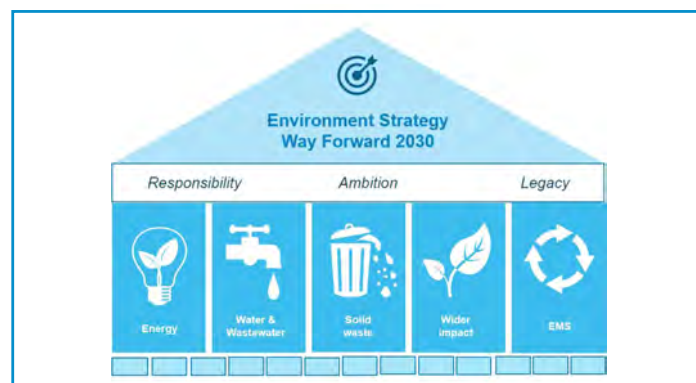 Environment Strategy
Way Forward 2030
Responsibility Ambition Legacy
Energy
Water &
Wastewater
Solid
waste
Wider
impact
EMS